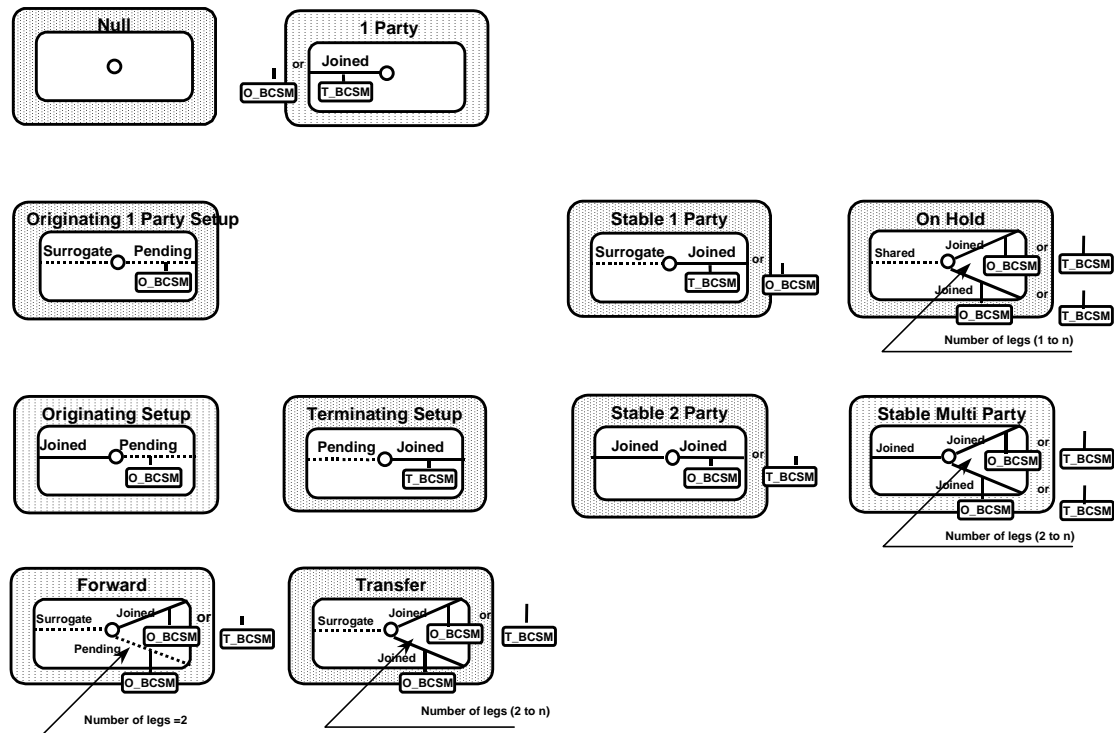 Null
1 Party
or
Joined
O_BCSM
T_BCSM
Originating 1 Party Setup
Surrogate
Pending
O_BCSM
Stable 1 Party
Surrogate
Joined
or
T_BCSM
O_BCSM
On Hold
Shared
Joined
or
O_BCSM
T_BCSM
Joined
or
O_BCSM
T_BCSM
Number of legs (1 to n)
Originating Setup
Joined
Pending
O_BCSM
Terminating Setup
Pending
Joined
T_BCSM
Stable 2 Party
Joined
Joined
or
O_BCSM
T_BCSM
Stable Multi Party
Joined
Joined
or
O_BCSM
T_BCSM
Joined
or
O_BCSM
T_BCSM
Number of legs (2 to n)
Forward
Surrogate
Joined
or
O_BCSM
T_BCSM
Pending
O_BCSM
Number of legs =2
Transfer
Surrogate
Joined
or
O_BCSM
T_BCSM
Joined
O_BCSM
Number of legs (2 to n)